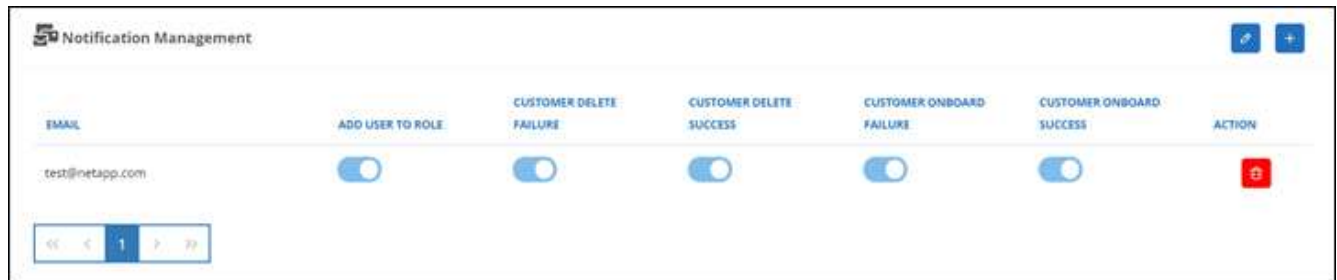 Notification Management
EMAIL ADD USER TO ROLE CUSTOMER DELETE FAILURE CUSTOMER DELETE SUCCESS CUSTOMER ONBOARD FAILURE CUSTOMER ONBOARD SUCCESS ACTION
test@netapp.com
« < 1 > »